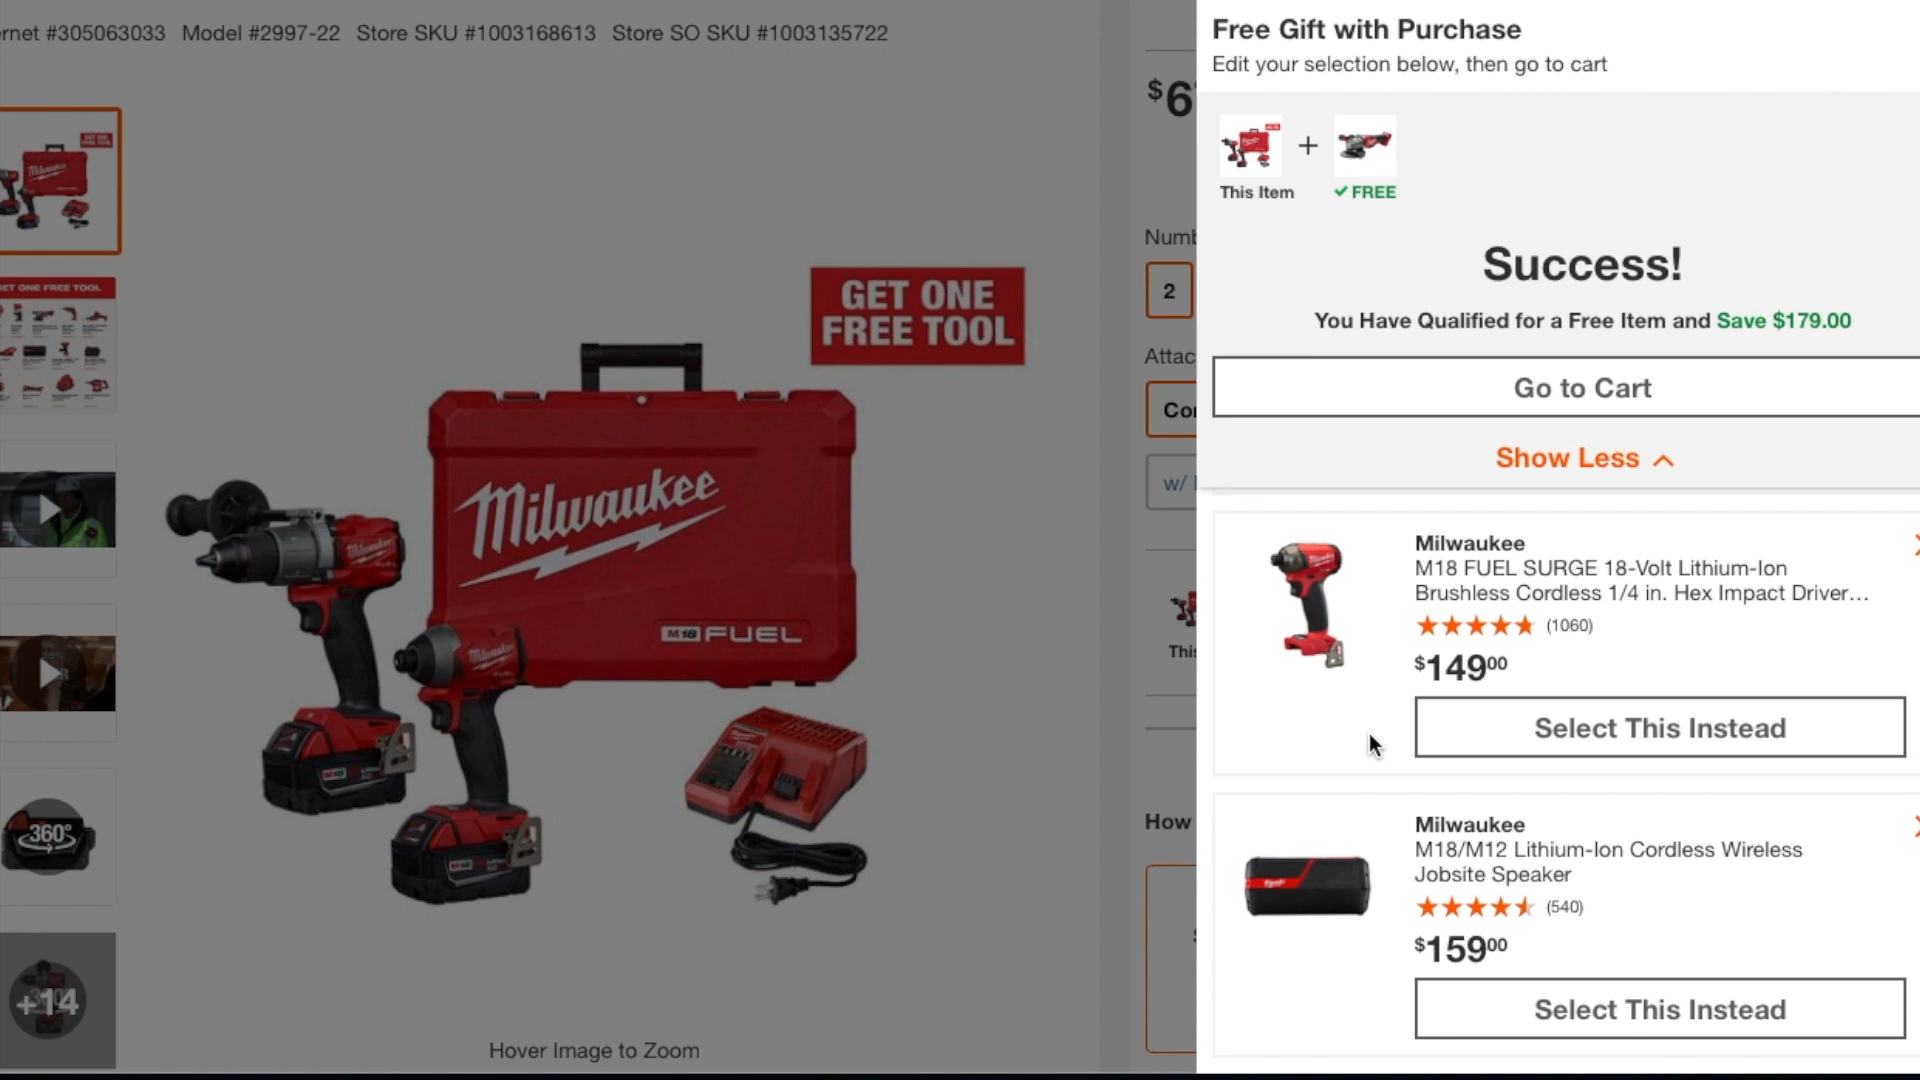 rnet #305063033 Model #2997-22 Store SKU #1003168613 Store SO SKU #1003135722
GET ONE FREE TOOL
GET ONE
FREE TOOL
Milwaukee
M18 FUEL
360°
+14
Hover Image to Zoom
$6
Numb
2
Attac
Co
w/
This
How
Free Gift with Purchase
Edit your selection below, then go to cart
+
This Item
FREE
Success!
You Have Qualified for a Free Item and Save $179.00
Go to Cart
Show Less
Milwaukee
M18 FUEL SURGE 18-Volt Lithium-Ion
Brushless Cordless 1/4 in. Hex Impact Driver…
(1060)
$14900
Select This Instead
Milwaukee
M18/M12 Lithium-Ion Cordless Wireless
Jobsite Speaker
(540)
$15900
Select This Instead